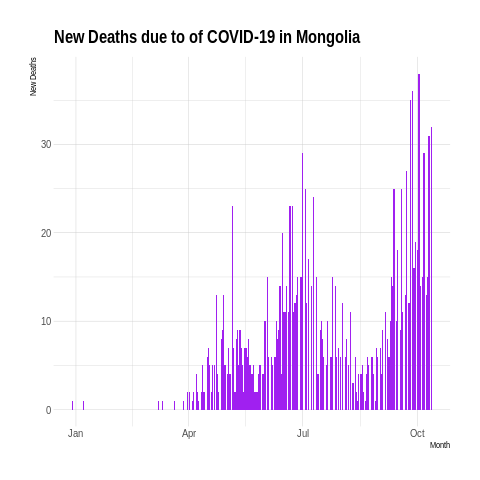 New Deaths due to of COVID-19 in Mongolia
New Deaths
30
20
10
0
Jan Apr Jul Oct
Month